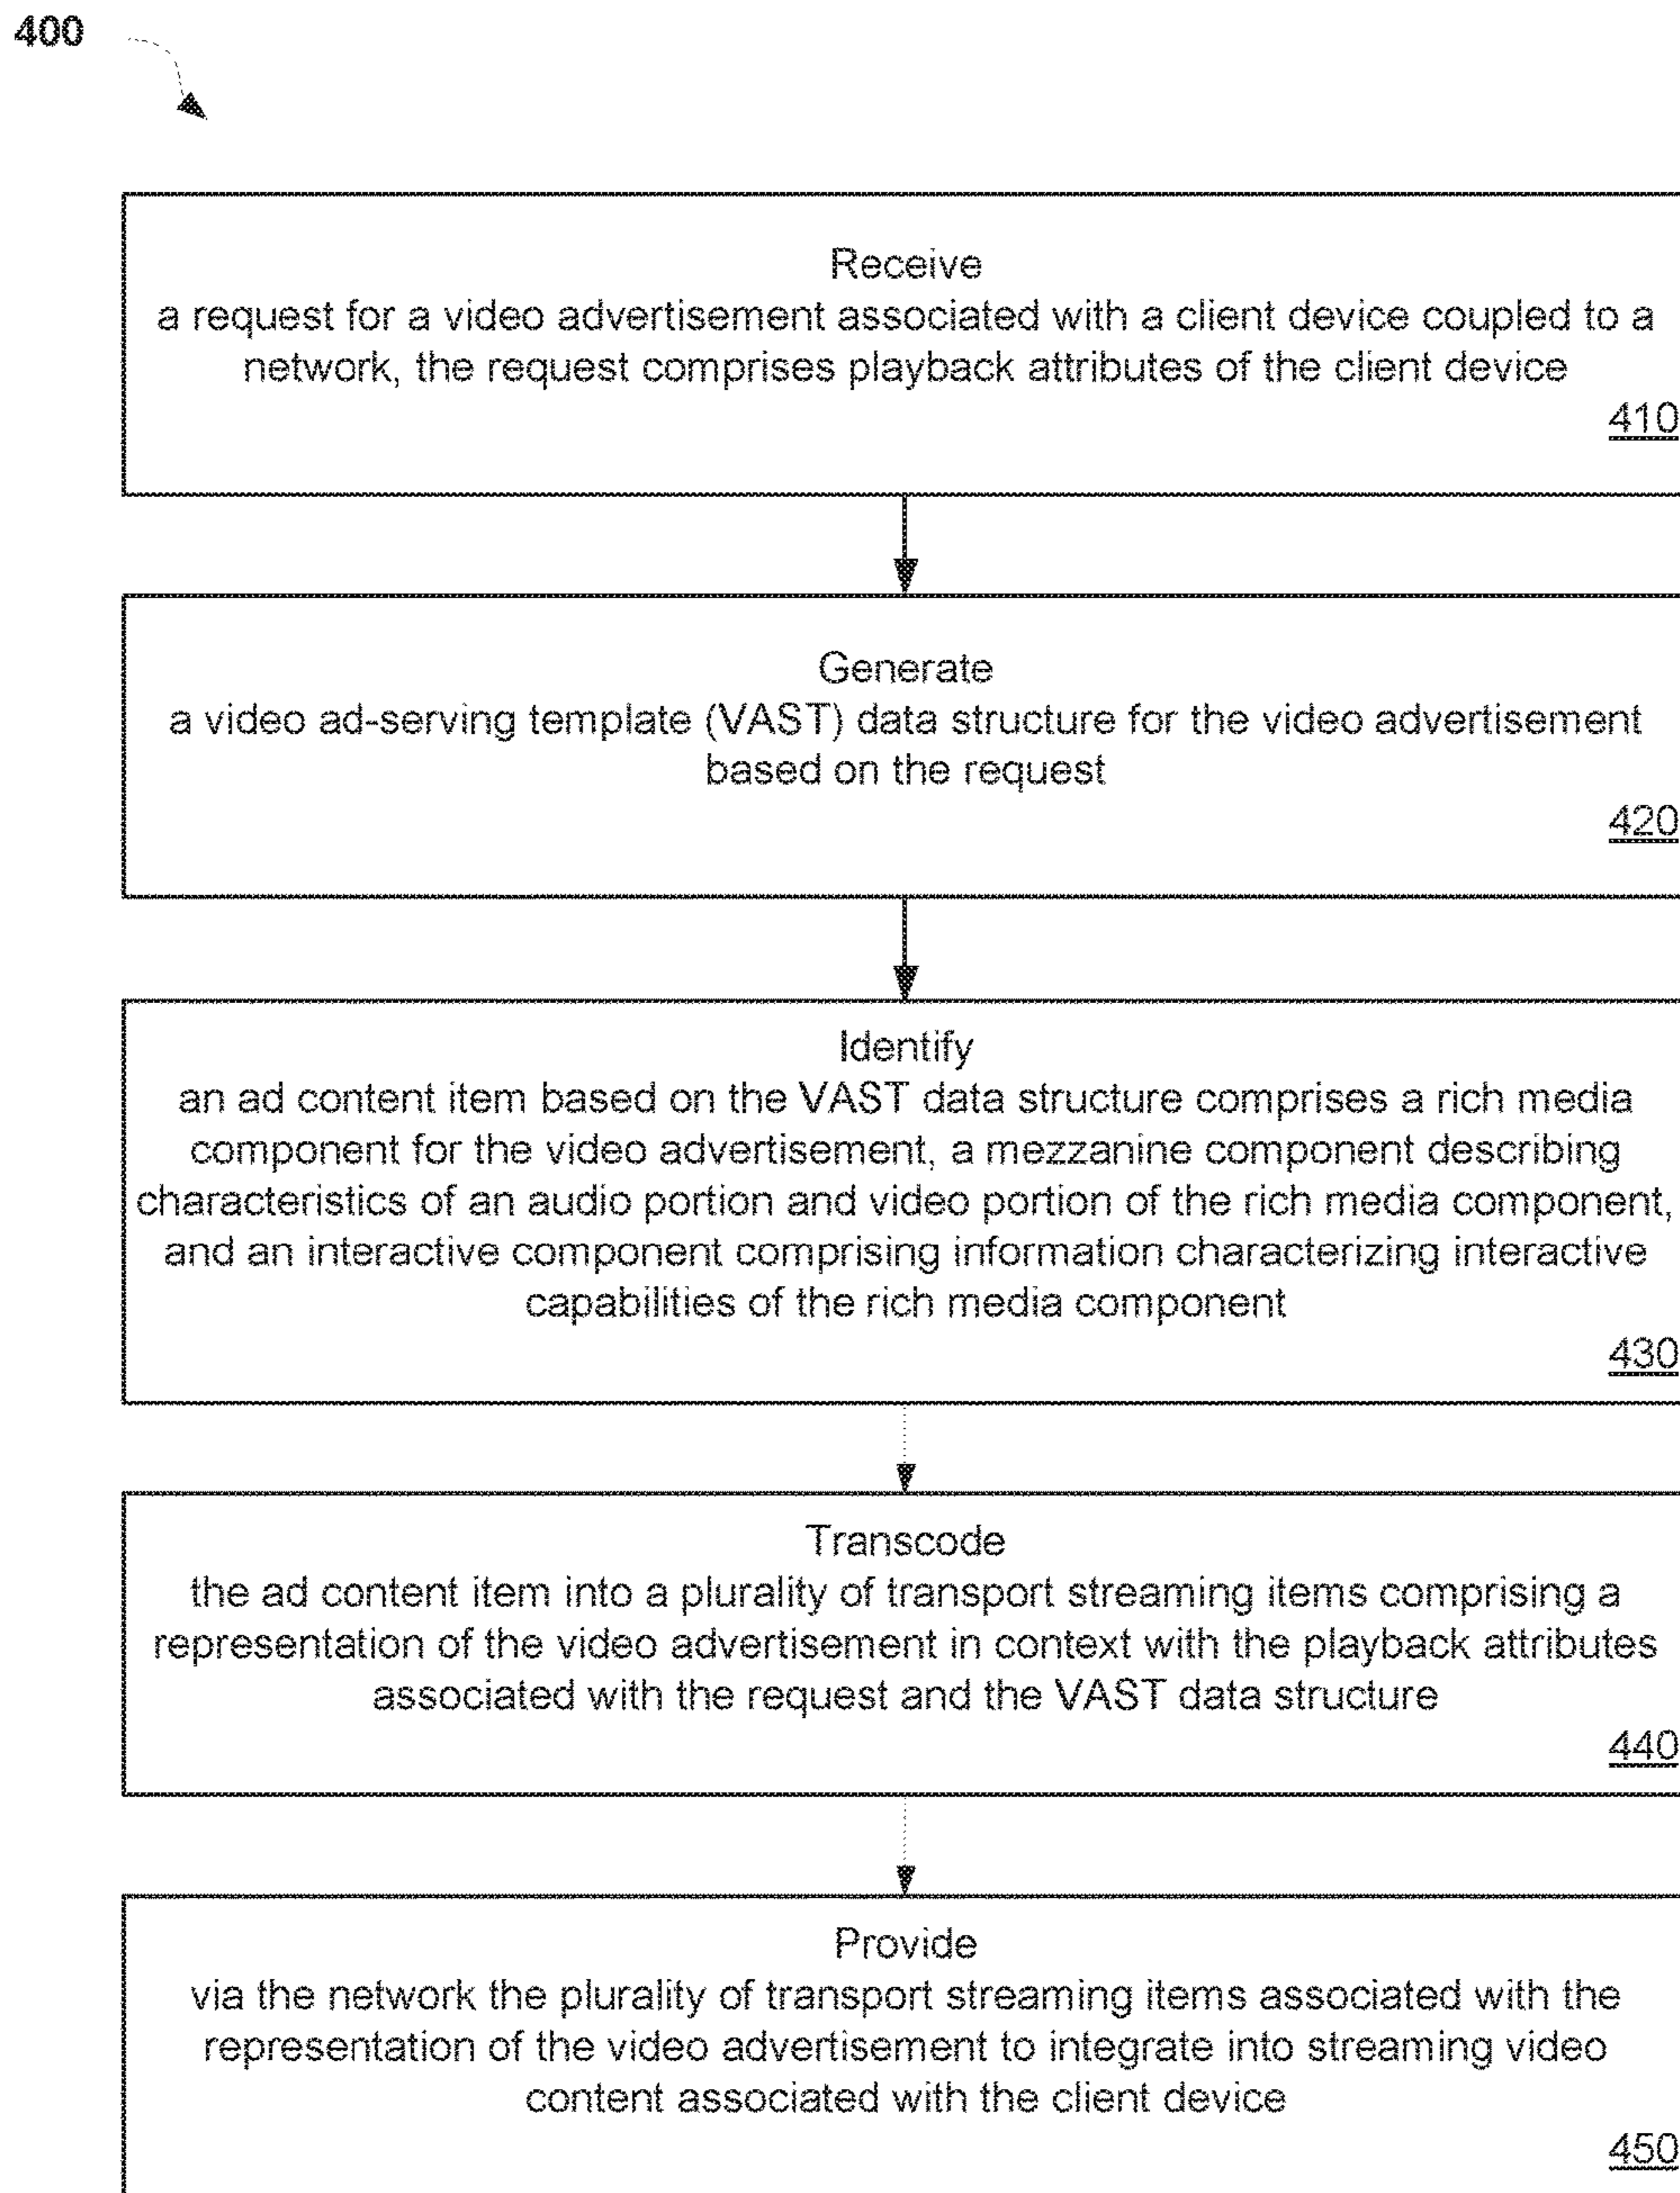 400
Receive
a request for a video advertisement associated with a client device coupled to a
network, the request comprises playback attributes of the client device
410
Generate
a video ad-serving template (VAST) data structure for the video advertisement
based on the request
420
Identify
an ad content item based on the VAST data structure comprises a rich media
component for the video advertisement, a mezzanine component describing
characteristics of an audio portion and video portion of the rich media component,
and an interactive component comprising information characterizing interactive
capabilities of the rich media component
430
Transcode
the ad content item into a plurality of transport streaming items comprising a
representation of the video advertisement in context with the playback attributes
associated with the request and the VAST data structure
440
Provide
via the network the plurality of transport streaming items associated with the
representation of the video advertisement to integrate into streaming video
content associated with the client device
450